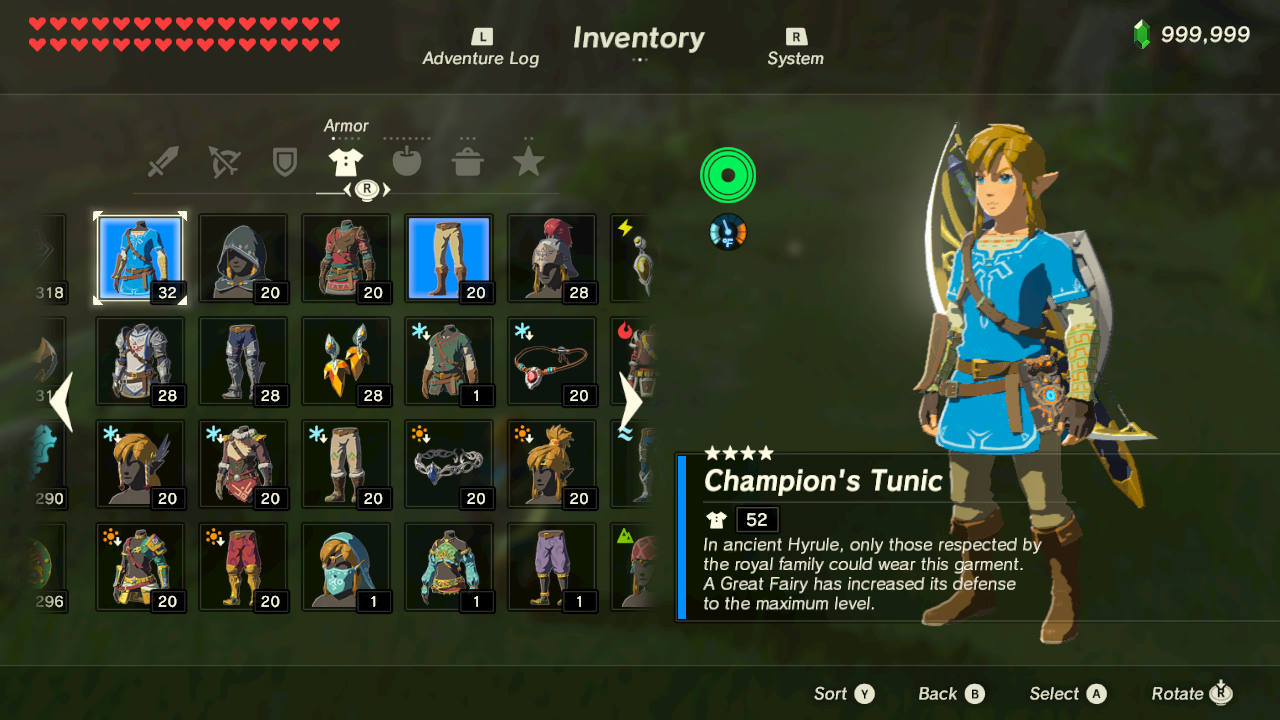 L
Adventure Log
Inventory
R
System
999,999
Armor
R
318
32
20
20
20
28
28
28
28
1
20
290
20
20
20
20
20
296
20
20
1
1
1
°F
Champion's Tunic
52
In ancient Hyrule, only those respected by
the royal family could wear this garment.
A Great Fairy has increased its defense
to the maximum level.
Sort Y
Back B
Select A
Rotate R